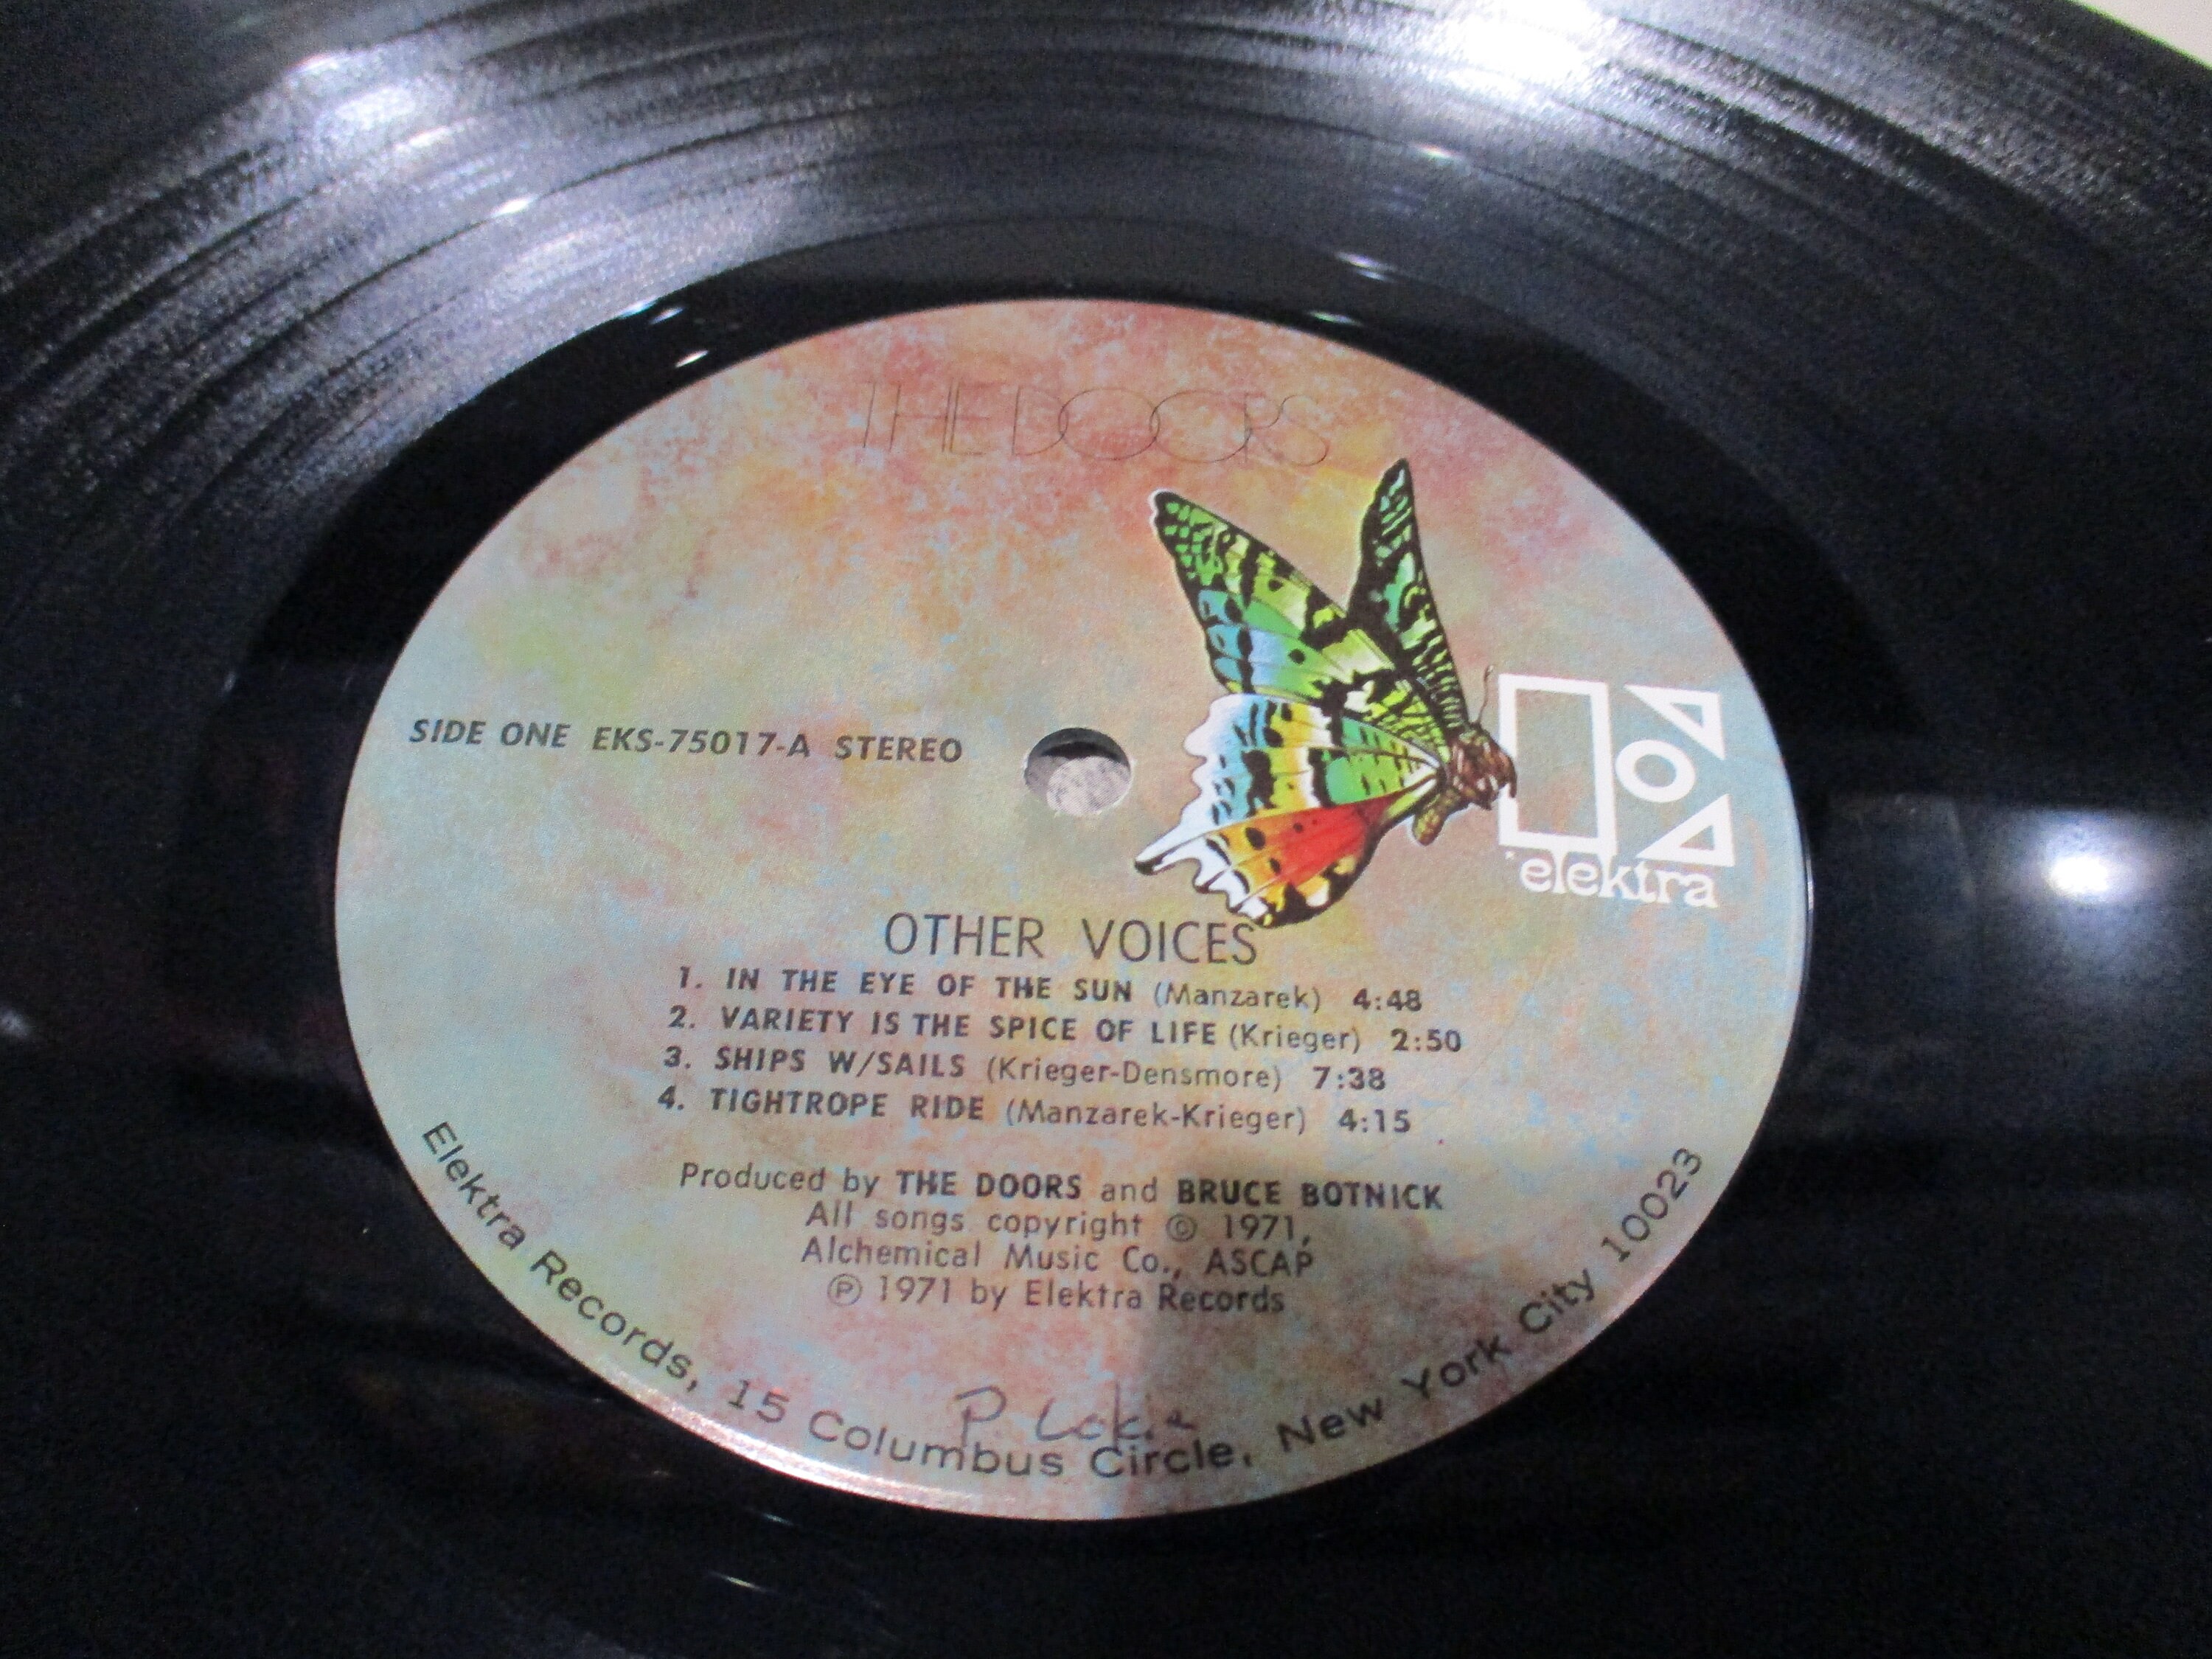 THE DOORS
SIDE ONE EKS-75017-A STEREO
elektra
OTHER VOICES
1. IN THE EYE OF THE SUN (Manzarek) 4:48
2. VARIETY IS THE SPICE OF LIFE (Krieger) 2:50
3. SHIPS W/SAILS (Krieger-Densmore) 7:38
4. TIGHTROPE RIDE (Manzarek-Krieger) 4:15
Produced by THE DOORS and BRUCE BOTNICK
All songs copyright © 1971,
Alchemical Music Co., ASCAP
℗ 1971 by Elektra Records
P
Elektra Records, 15 Columbus Circle, New York City 10023